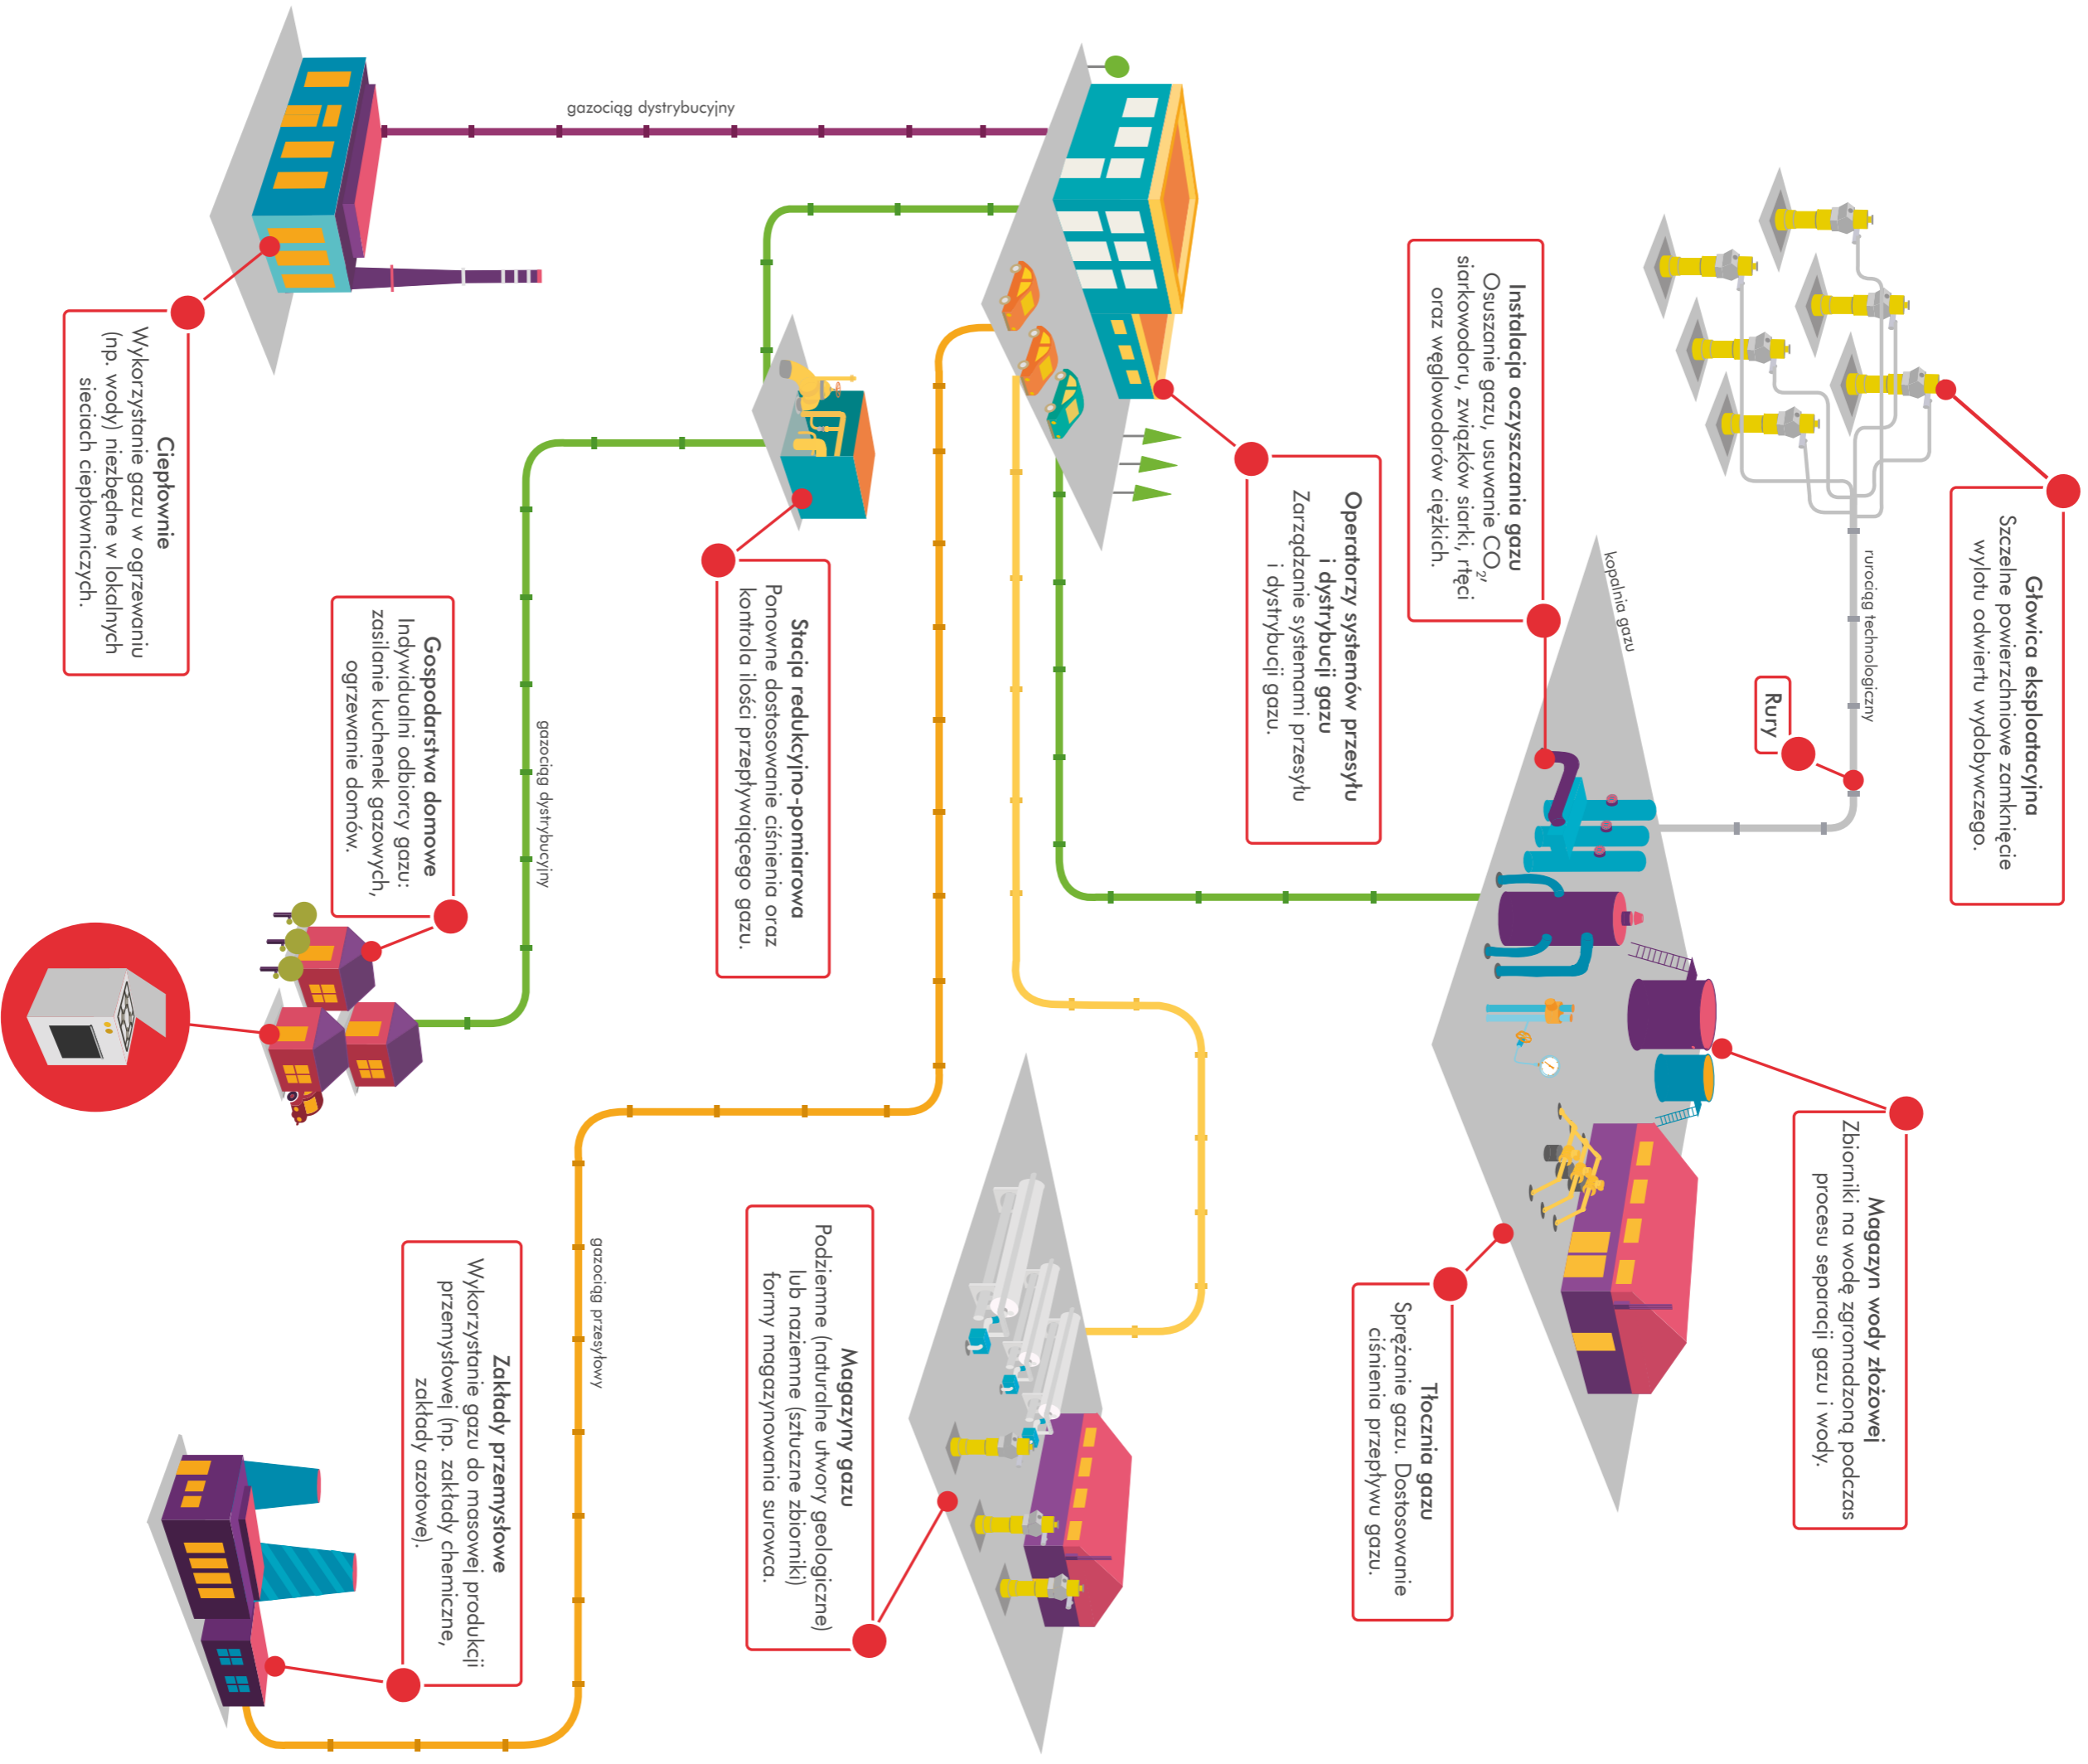 Głowica eksploatacyjna
Szczelne powierzchniowe zamknięcie
wylotu odwiertu wydobywczego.
rurociąg technologiczny
Rury
Magazyn wody złożowej
Zbiorniki na wodę zgromadzoną podczas
procesu separacji gazu i wody.
kopalnia gazu
Instalacja oczyszczania gazu
Osuszanie gazu, usuwanie CO₂,
siarkowodoru, związków siarki, rtęci
oraz węglowodorów ciężkich.
Tłocznia gazu
Sprężanie gazu. Dostosowanie
ciśnienia przepływu gazu.
Operatorzy systemów przesyłu
i dystrybucji gazu
Zarządzanie systemami przesyłu
i dystrybucji gazu.
Magazyny gazu
Podziemne (naturalne utwory geologiczne)
lub naziemne (sztuczne zbiorniki)
formy magazynowania surowca.
Stacja redukcyjno-pomiarowa
Ponowne dostosowanie ciśnienia oraz
kontrola ilości przepływającego gazu.
gazociąg dystrybucyjny
gazociąg przesyłowy
gazociąg dystrybucyjny
Zakłady przemysłowe
Wykorzystanie gazu do masowej produkcji
przemysłowej (np. zakłady chemiczne,
zakłady azotowe).
Gospodarstwa domowe
Indywidualni odbiorcy gazu:
zasilanie kuchenek gazowych,
ogrzewanie domów.
Ciepłownie
Wykorzystanie gazu w ogrzewaniu
(np. wody) niezbędne w lokalnych
sieciach ciepłowniczych.